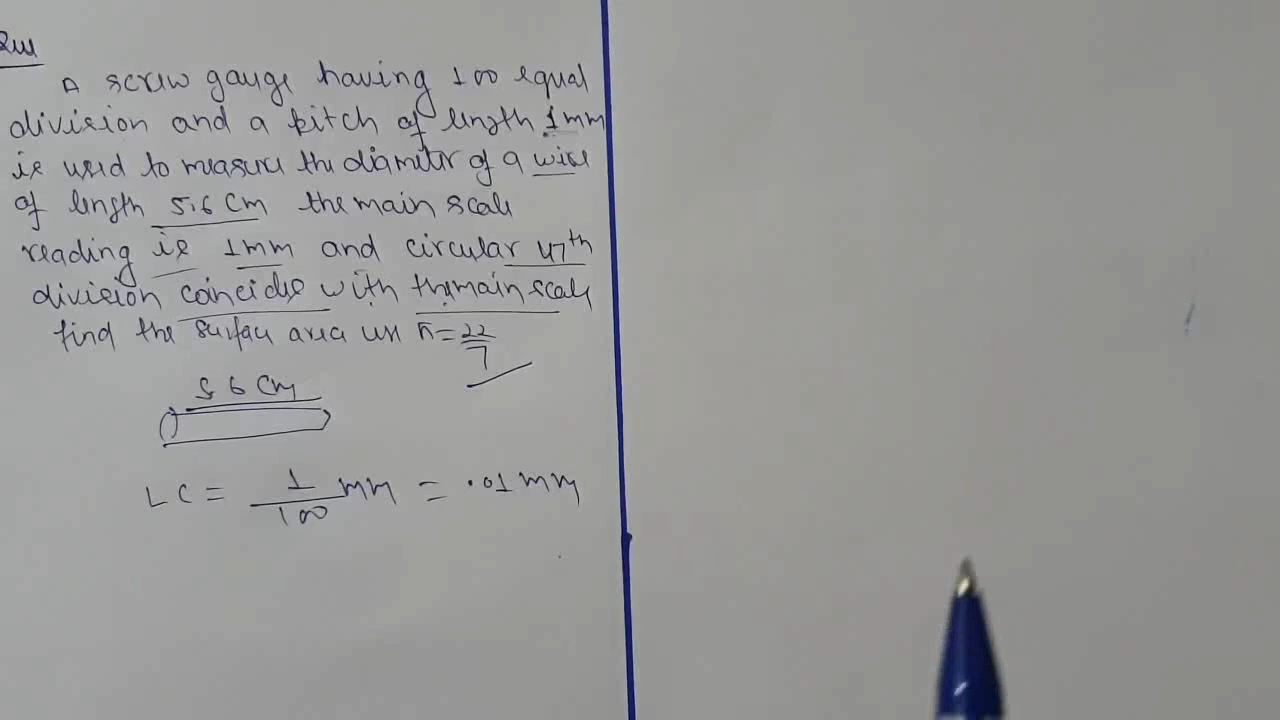 Que
A screw gauge having 100 equal
division and a pitch of length 1mm
is used to measure the diameter of a wire
of length 5.6 cm the main scale
reading is 1mm and circular 47th
division coincide with the main scale
find the surface area use π = 22/7
5.6 cm
LC = 1/100 mm = .01 mm